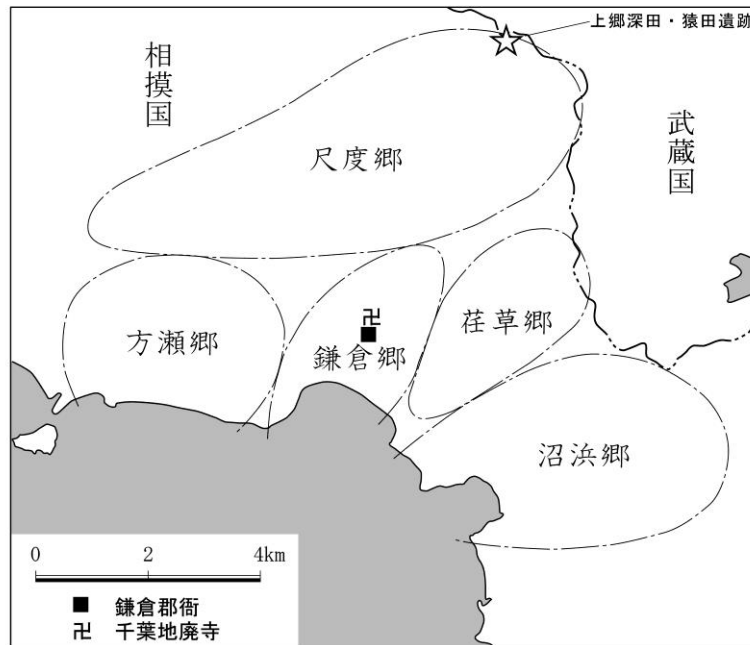 上郷深田・猿田遺跡
相摸国
武蔵国
尺度郷
方瀬郷
卍
鎌倉郷
荏草郷
沼浜郷
0 2 4km
■ 鎌倉郡衙
卍 千葉地廃寺